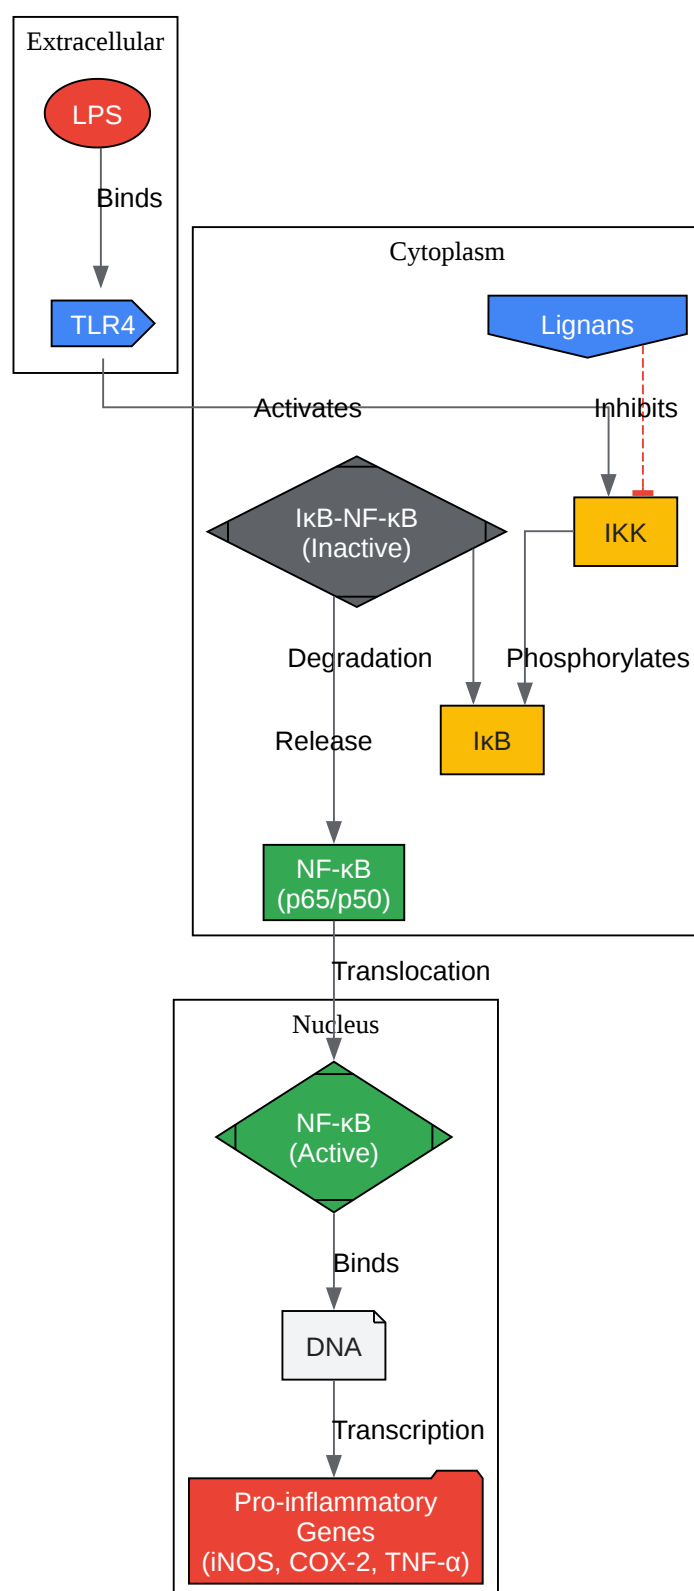 Extracellular
LPS
Binds
TLR4
Cytoplasm
Lignans
Activates
Inhibits
IκB-NF-κB
(Inactive)
IKK
Degradation
Phosphorylates
Release
IκB
NF-κB
(p65/p50)
Translocation
Nucleus
NF-κB
(Active)
Binds
DNA
Transcription
Pro-inflammatory
Genes
(iNOS, COX-2, TNF-α)